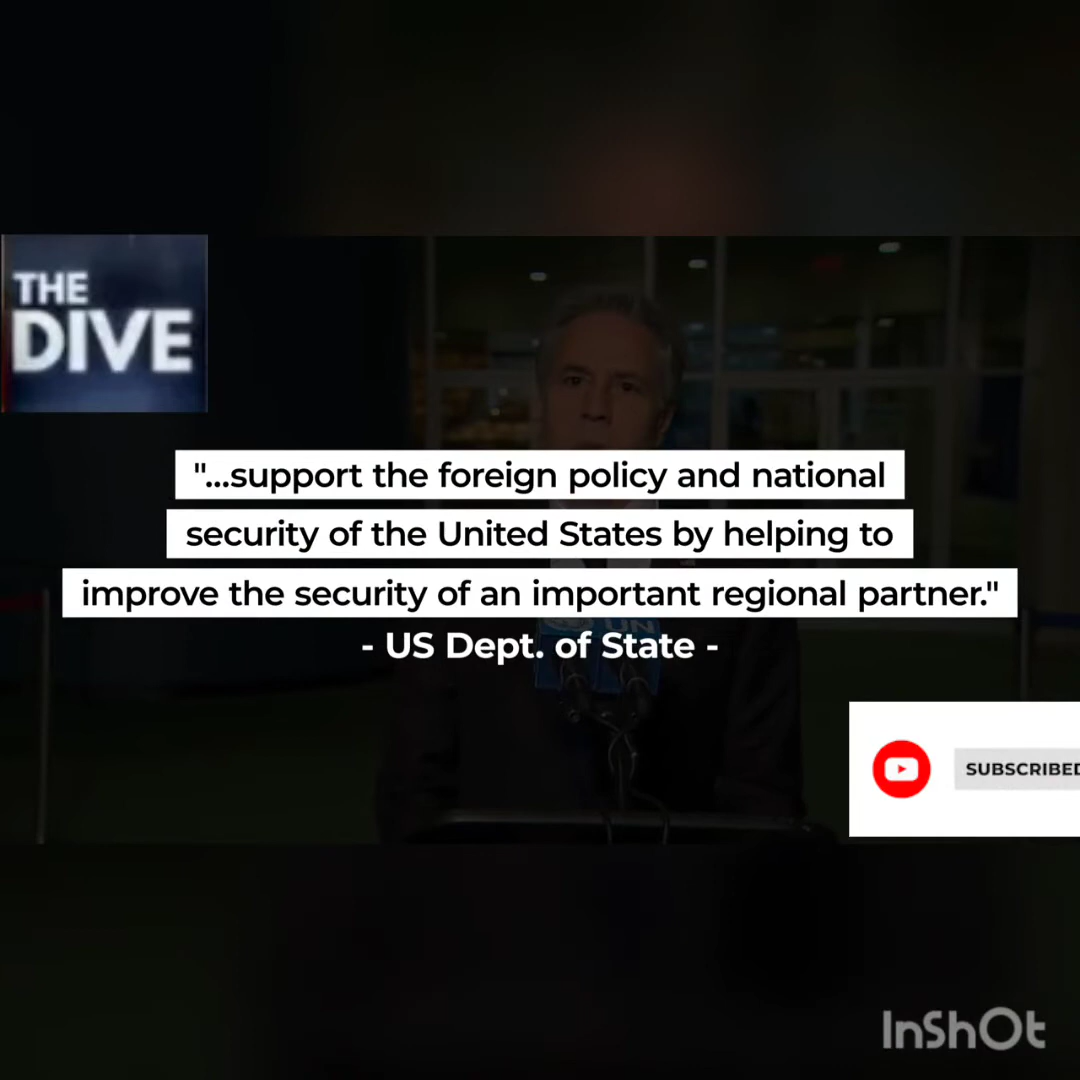 THE
DIVE
"...support the foreign policy and national
security of the United States by helping to
improve the security of an important regional partner."
- US Dept. of State -
UN
SUBSCRIBED
InShOt